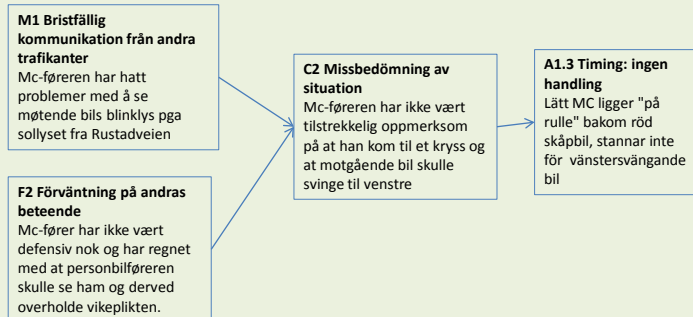 M1 Bristfällig
kommunikation från andra
trafikanter
Mc-føreren har hatt
problemer med å se
møtende bils blinklys pga
sollyset fra Rustadveien
F2 Förväntning på andras
beteende
Mc-fører har ikke vært
defensiv nok og har regnet
med at personbilføreren
skulle se ham og derved
overholde vikeplikten.
C2 Missbedömning av
situation
Mc-føreren har ikke vært
tilstrekkelig oppmerksom
på at han kom til et kryss og
at motgående bil skulle
svinge til venstre
A1.3 Timing: ingen
handling
Lätt MC ligger "på
rulle" bakom röd
skåpbil, stannar inte
för vänstersvängande
bil